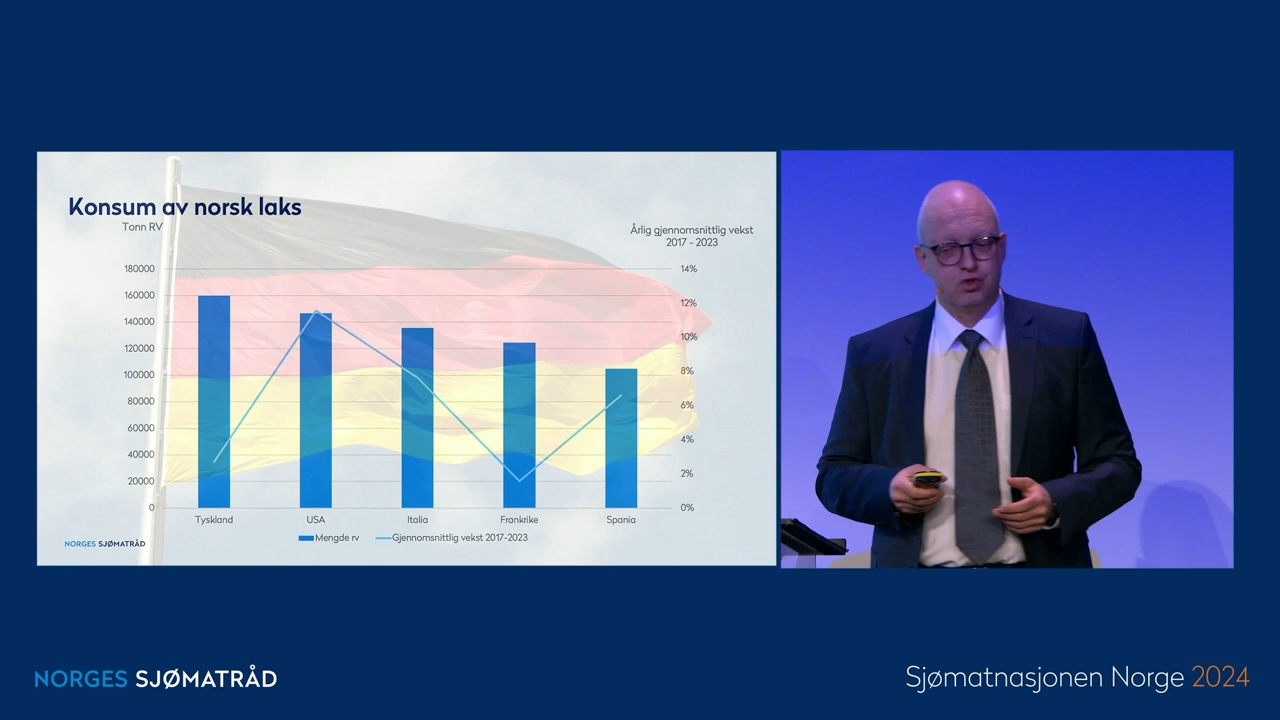 Konsum av norsk laks
Tonn RV
Årlig gjennomsnittlig vekst
2017 - 2023
180000
160000
140000
120000
100000
80000
60000
40000
20000
0
14%
12%
10%
8%
6%
4%
2%
0%
Tyskland USA Italia Frankrike Spania
Mengde rv Gjennomsnittlig vekst 2017-2023
NORGES SJØMATRÅD
NORGES SJØMATRÅD
Sjømatnasjonen Norge 2024